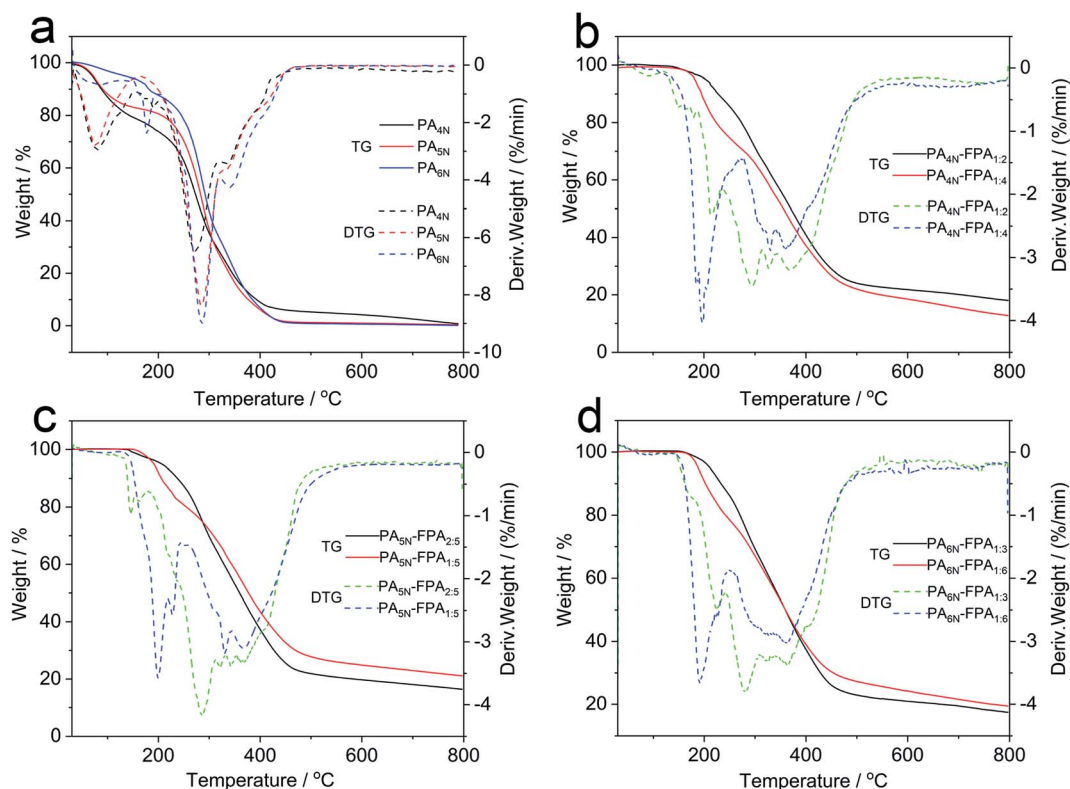 a
100
80
60
40
20
0
Weight / %
200 400 600 800
Temperature / °C
0
-2
-4
-6
-8
-10
Deriv.Weight / (%/min)
TG
PA4N
PA5N
PA6N
DTG
PA4N
PA5N
PA6N
b
100
80
60
40
20
0
Weight / %
200 400 600 800
Temperature / °C
0
-1
-2
-3
-4
Deriv.Weight / (%/min)
TG
PA4N-FPA1:2
PA4N-FPA1:4
DTG
PA4N-FPA1:2
PA4N-FPA1:4
c
100
80
60
40
20
0
Weight / %
200 400 600 800
Temperature / °C
0
-1
-2
-3
-4
Deriv.Weight / (%/min)
TG
PA5N-FPA2:5
PA5N-FPA1:5
DTG
PA5N-FPA2:5
PA5N-FPA1:5
d
100
80
60
40
20
Weight / %
200 400 600 800
Temperature / °C
0
-1
-2
-3
-4
Deriv.Weight / (%/min)
TG
PA6N-FPA1:3
PA6N-FPA1:6
DTG
PA6N-FPA1:3
PA6N-FPA1:6